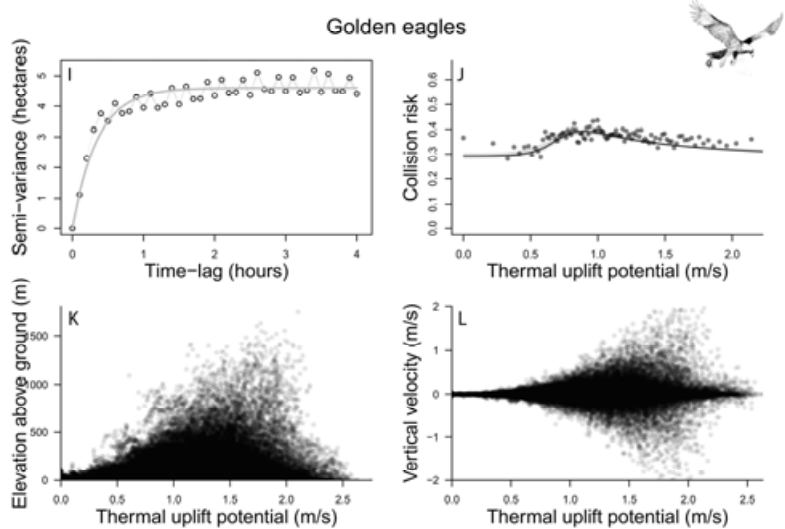 Golden eagles
I
Semi−variance (hectares)
5
4
3
2
1
0
0 1 2 3 4
Time−lag (hours)
J
Collision risk
0.6
0.5
0.4
0.3
0.2
0.1
0.0
0.0 0.5 1.0 1.5 2.0
Thermal uplift potential (m/s)
K
Elevation above ground (m)
1500
1000
500
0
0.0 0.5 1.0 1.5 2.0 2.5
Thermal uplift potential (m/s)
L
Vertical velocity (m/s)
2
1
0
−1
−2
0.0 0.5 1.0 1.5 2.0 2.5
Thermal uplift potential (m/s)